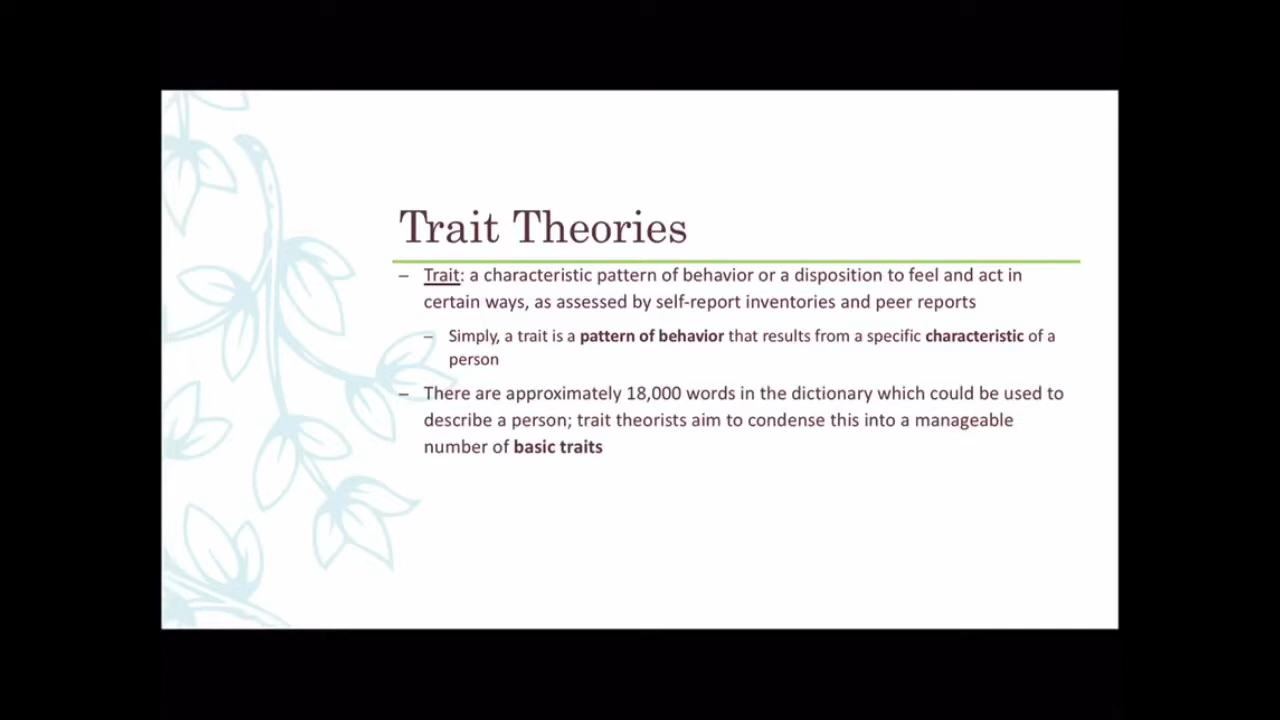 Trait Theories
– Trait: a characteristic pattern of behavior or a disposition to feel and act in
certain ways, as assessed by self-report inventories and peer reports
– Simply, a trait is a pattern of behavior that results from a specific characteristic of a
person
– There are approximately 18,000 words in the dictionary which could be used to
describe a person; trait theorists aim to condense this into a manageable
number of basic traits